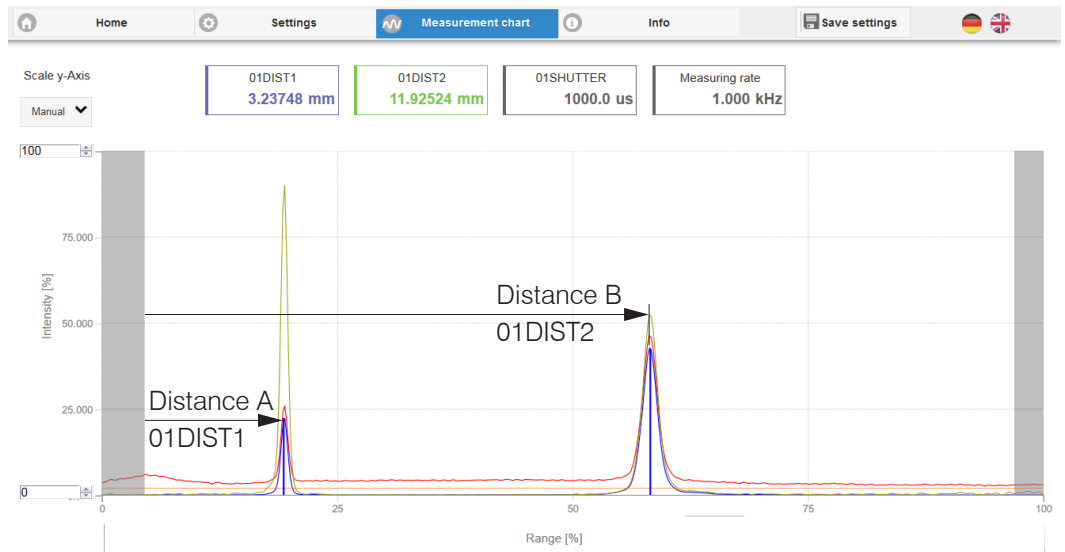 Home Settings Measurement chart Info Save settings
Scale y-Axis
Manual
01DIST1
3.23748 mm
01DIST2
11.92524 mm
01SHUTTER
1000.0 us
Measuring rate
1.000 kHz
100
75.000
50.000
25.000
0
Intensity [%]
Distance B
01DIST2
Distance A
01DIST1
0 25 50 75 100
Range [%]